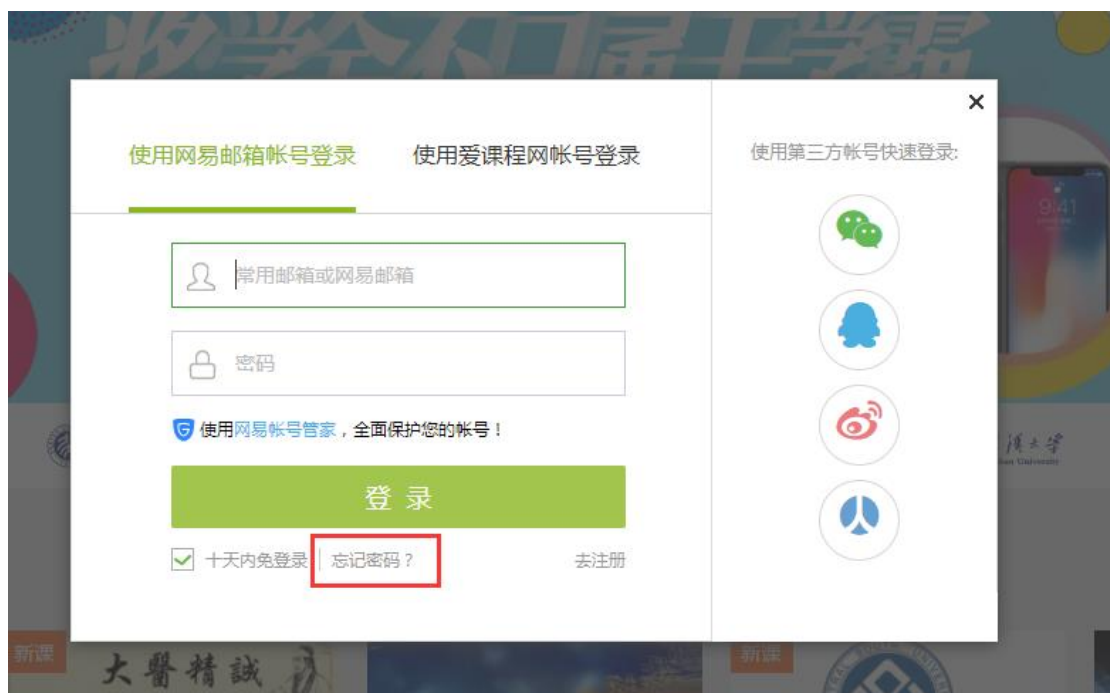 使用网易邮箱帐号登录
使用爱课程网帐号登录
使用第三方帐号快速登录:
9:41
常用邮箱或网易邮箱
密码
使用网易帐号管家，全面保护您的帐号！
登 录
十天内免登录
忘记密码？
去注册
新课
大醫精誠
新课